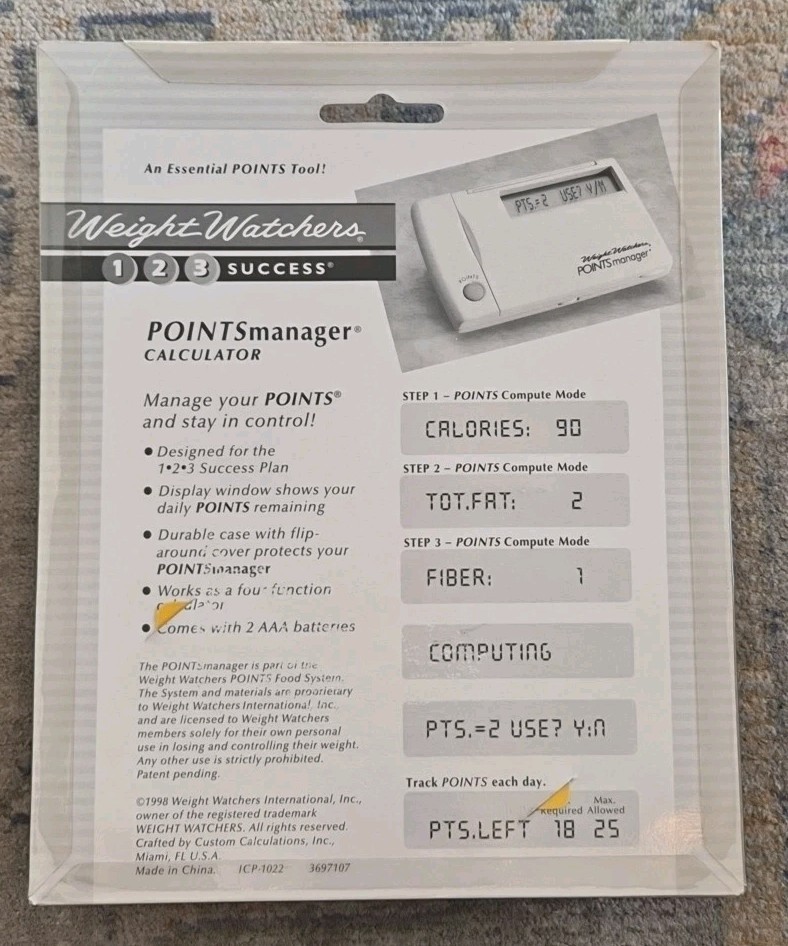 An Essential POINTS Tool!
Weight Watchers®
1 2 3 SUCCESS®
PTS.=2 USE? Y/N
POINTS
Weight Watchers
POINTSmanager®
POINTSmanager®
CALCULATOR
Manage your POINTS®
and stay in control!
• Designed for the
1•2•3 Success Plan
• Display window shows your
daily POINTS remaining
• Durable case with flip-
around cover protects your
POINTSmanager
• Works as a four function
calculator
• Comes with 2 AAA batteries
The POINTSmanager is part of the
Weight Watchers POINTS Food System.
The System and materials are proprietary
to Weight Watchers International, Inc.
and are licensed to Weight Watchers
members solely for their own personal
use in losing and controlling their weight.
Any other use is strictly prohibited.
Patent pending.
©1998 Weight Watchers International, Inc.,
owner of the registered trademark
WEIGHT WATCHERS. All rights reserved.
Crafted by Custom Calculations, Inc.,
Miami, FL U.S.A.
Made in China. ICP-1022 3697107
STEP 1 – POINTS Compute Mode
CALORIES: 90
STEP 2 – POINTS Compute Mode
TOT.FAT: 2
STEP 3 – POINTS Compute Mode
FIBER: 1
COMPUTING
PTS.=2 USE? Y:N
Track POINTS each day.
Max.
Required Allowed
PTS.LEFT 18 25